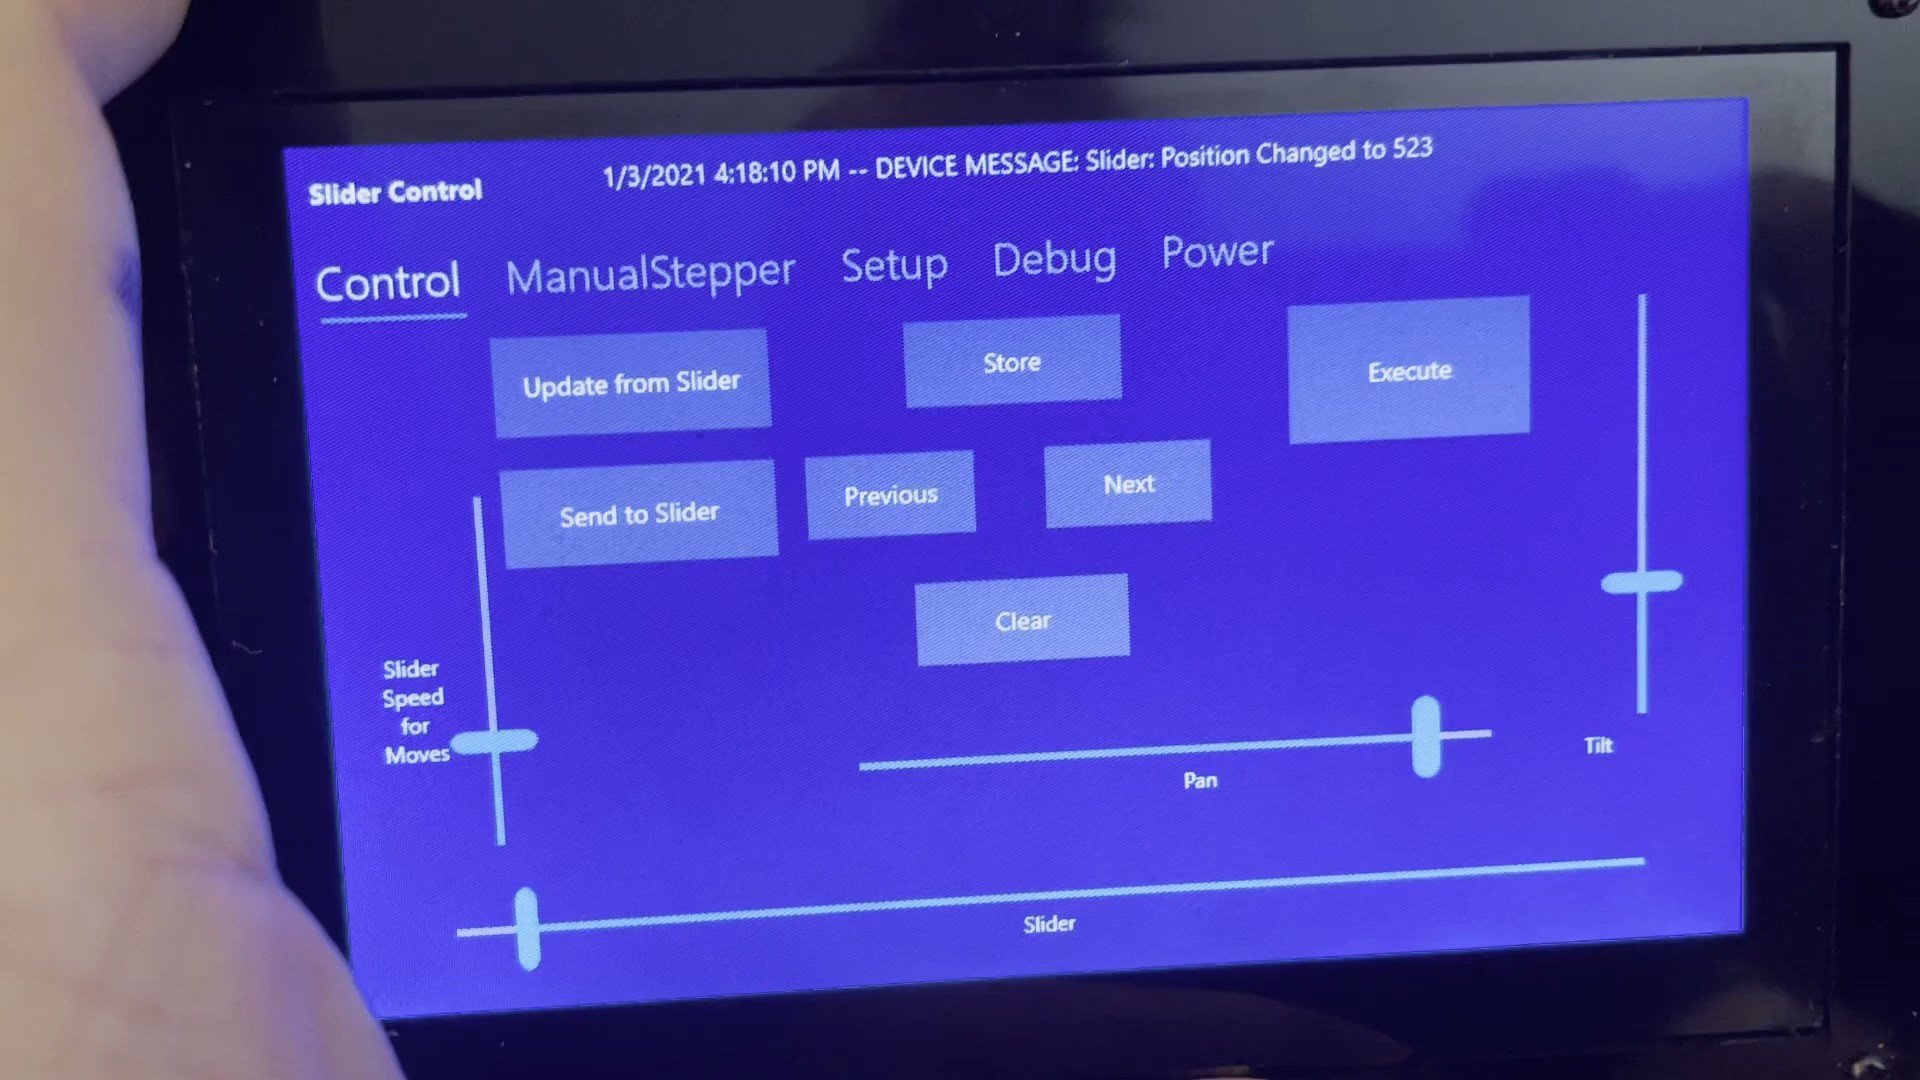 Slider Control
1/3/2021 4:18:10 PM -- DEVICE MESSAGE: Slider: Position Changed to 523
Control
ManualStepper
Setup
Debug
Power
Update from Slider
Store
Execute
Send to Slider
Previous
Next
Clear
Slider
Speed
for
Moves
Pan
Tilt
Slider